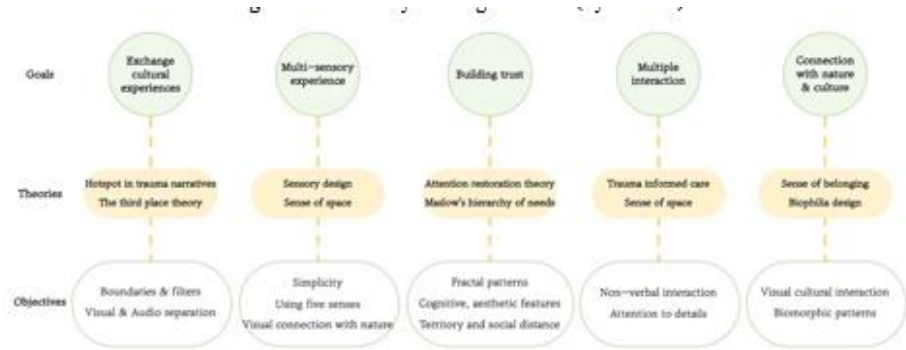 Goals
Exchange
cultural
experiences
Multi-sensory
experience
Building trust
Multiple
interaction
Connection
with nature
& culture
Theories
Hotspot in trauma narratives
The third place theory
Sensory design
Sense of space
Attention restoration theory
Maslow's hierarchy of needs
Trauma informed care
Sense of space
Sense of belonging
Biophilia design
Objectives
Boundaries & filters
Visual & Audio separation
Simplicity
Using five senses
Visual connection with nature
Fractal patterns
Cognitive, aesthetic features
Territory and social distance
Non-verbal interaction
Attention to details
Visual cultural interaction
Biomorphic patterns